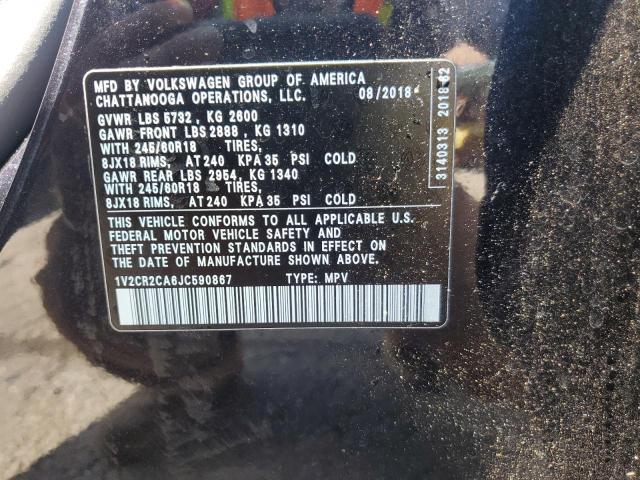 MFD BY VOLKSWAGEN GROUP OF AMERICA
CHATTANOOGA OPERATIONS, LLC. 08/2018
GVWR LBS 5732 , KG 2600
GAWR FRONT LBS 2888 , KG 1310
WITH 245/60R18 TIRES,
8JX18 RIMS, AT 240 KPA 35 PSI COLD
GAWR REAR LBS 2954, KG 1340
WITH 245/60R18 TIRES,
8JX18 RIMS, AT 240 KPA 35 PSI COLD
THIS VEHICLE CONFORMS TO ALL APPLICABLE U.S.
FEDERAL MOTOR VEHICLE SAFETY AND
THEFT PREVENTION STANDARDS IN EFFECT ON
THE DATE OF MANUFACTURE SHOWN ABOVE.
1V2CR2CA6JC590867 TYPE: MPV
3140313 2018-62